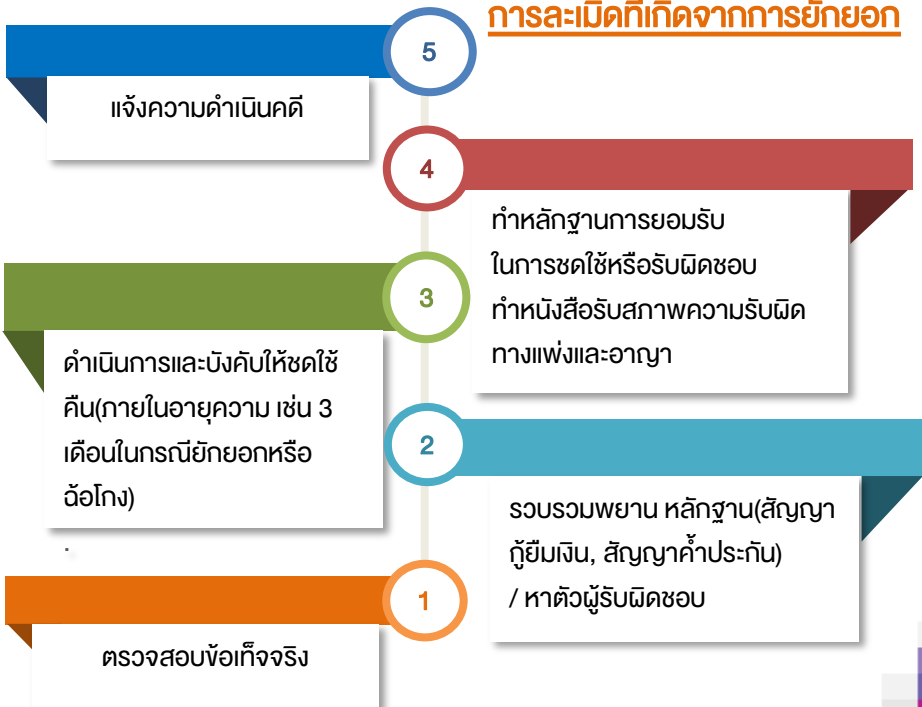 การละเมิดที่เกิดจากการยักยอก
5
แจ้งความดำเนินคดี
4
ทำหลักฐานการยอมรับ
ในการชดใช้หรือรับผิดชอบ
ทำหนังสือรับสภาพความรับผิด
ทางแพ่งและอาญา
3
ดำเนินการและบังคับให้ชดใช้
คืน(ภายในอายุความ เช่น 3
เดือนในกรณียักยอกหรือ
ฉ้อโกง)
.
2
รวบรวมพยาน หลักฐาน(สัญญา
กู้ยืมเงิน, สัญญาค้ำประกัน)
/ หาตัวผู้รับผิดชอบ
1
ตรวจสอบข้อเท็จจริง